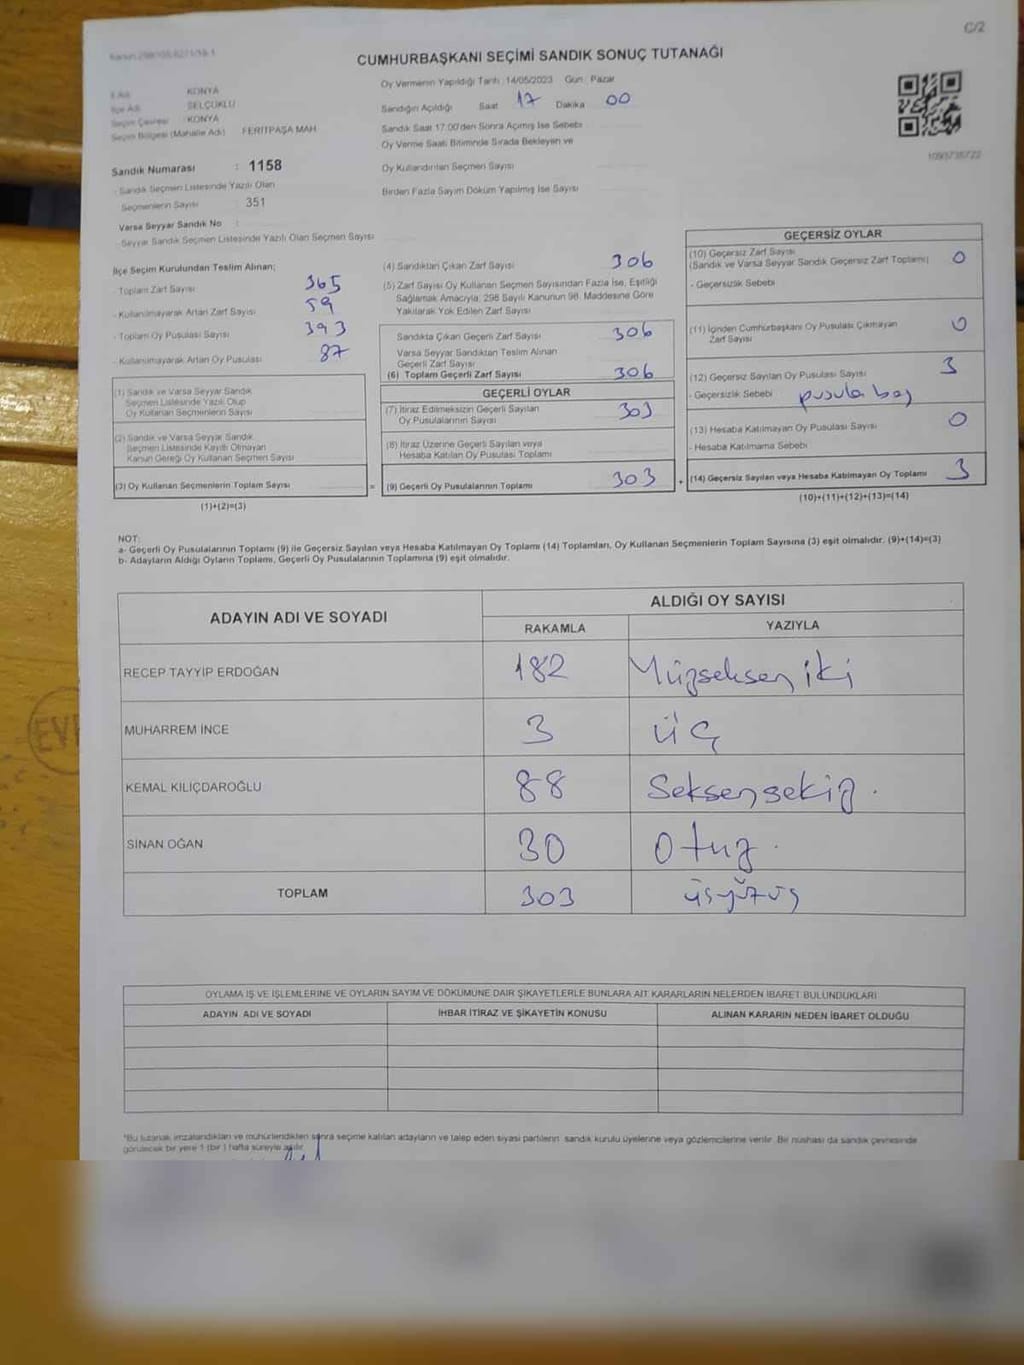 C/2
CUMHURBAŞKANI SEÇİMİ SANDIK SONUÇ TUTANAĞI
İl Adı KONYA
İlçe Adı SELÇUKLU
Seçim Çevresi : KONYA
Seçim Bölgesi (Mahalle Adı) FERİTPAŞA MAH.
Sandık Numarası : 1158
Sandık Seçmen Listesinde Yazılı Olan
Seçmenlerin Sayısı 351
Varsa Seyyar Sandık No :
- Seyyar Sandık Seçmen Listesinde Yazılı Olan Seçmen Sayısı
Oy Vermenin Yapıldığı Tarih : 14/05/2023 Gün : Pazar
Sandığın Açıldığı Saat 17 Dakika 00
Sandık Saat 17:00'den Sonra Açımış İse Sebebi
Oy Verme Saati Bitiminde Sırada Bekleyen ve
Oy Kullandırılan Seçmen Sayısı
Birden Fazla Sayım Döküm Yapılmış İse Sayısı
İlçe Seçim Kurulundan Teslim Alınan;
- Toplam Zarf Sayısı 365
- Kullanılmayarak Artan Zarf Sayısı 59
- Toplam Oy Pusulası Sayısı 393
- Kullanılmayarak Artan Oy Pusulası 87
(1) Sandık ve Varsa Seyyar Sandık
Seçmen Listesinde Yazılı Olup
Oy Kullanan Seçmenlerin Sayısı
(2) Sandık ve Varsa Seyyar Sandık
Seçmen Listesinde Kayıtlı Olmayan
Kanun Gereği Oy Kullanan Seçmen Sayısı
(3) Oy Kullanan Seçmenlerin Toplam Sayısı
(1)+(2)=(3)
(4) Sandıktan Çıkan Zarf Sayısı 306
(5) Zarf Sayısı Oy Kullanan Seçmen Sayısından Fazla İse, Eşitliği
Sağlamak Amacıyla, 298 Sayılı Kanunun 98. Maddesine Göre
Yakılarak Yok Edilen Zarf Sayısı
Sandıkta Çıkan Geçerli Zarf Sayısı 306
Varsa Seyyar Sandıktan Teslim Alınan
Geçerli Zarf Sayısı
(6) Toplam Geçerli Zarf Sayısı 306
GEÇERLİ OYLAR
(7) İtiraz Edilmeksizin Geçerli Sayılan
Oy Pusulalarının Sayısı 303
(8) İtiraz Üzerine Geçerli Sayılan veya
Hesaba Katılan Oy Pusulası Toplamı
= (9) Geçerli Oy Pusulalarının Toplamı 303 +
GEÇERSİZ OYLAR
(10) Geçersiz Zarf Sayısı
(Sandık ve Varsa Seyyar Sandık Geçersiz Zarf Toplamı) 0
- Geçersizlik Sebebi
(11) İçinden Cumhurbaşkanı Oy Pusulası Çıkmayan
Zarf Sayısı 0
(12) Geçersiz Sayılan Oy Pusulası Sayısı 3
- Geçersizlik Sebebi pusula boş
(13) Hesaba Katılmayan Oy Pusulası Sayısı 0
- Hesaba Katılmama Sebebi
(14) Geçersiz Sayılan veya Hesaba Katılmayan Oy Toplamı 3
(10)+(11)+(12)+(13)=(14)
NOT:
a- Geçerli Oy Pusulalarının Toplamı (9) ile Geçersiz Sayılan veya Hesaba Katılmayan Oy Toplamı (14) Toplamları, Oy Kullanan Seçmenlerin Toplam Sayısına (3) eşit olmalıdır. (9)+(14)=(3)
b- Adayların Aldığı Oyların Toplamı, Geçerli Oy Pusulalarının Toplamına (9) eşit olmalıdır.
ADAYIN ADI VE SOYADI ALDIĞI OY SAYISI
RAKAMLA YAZIYLA
RECEP TAYYİP ERDOĞAN 182 Yüzseksen iki
MUHARREM İNCE 3 üç
KEMAL KILIÇDAROĞLU 88 Seksensekiz.
SİNAN OĞAN 30 Otuz.
TOPLAM 303 üçyüzüç
OYLAMA İŞ VE İŞLEMLERİNE VE OYLARIN SAYIM VE DÖKÜMÜNE DAİR ŞİKAYETLERLE BUNLARA AİT KARARLARIN NELERDEN İBARET BULUNDUKLARI
ADAYIN ADI VE SOYADI İHBAR İTİRAZ VE ŞİKAYETİN KONUSU ALINAN KARARIN NEDEN İBARET OLDUĞU
*Bu tutanak imzalandıktan ve mühürlendikten sonra seçime katılan adayların ve talep eden siyasi partilerin sandık kurulu üyelerine veya gözlemcilerine verilir. Bir nüshası da sandık çevresinde
görülecek bir yere 1 (bir) hafta süreyle asılır.